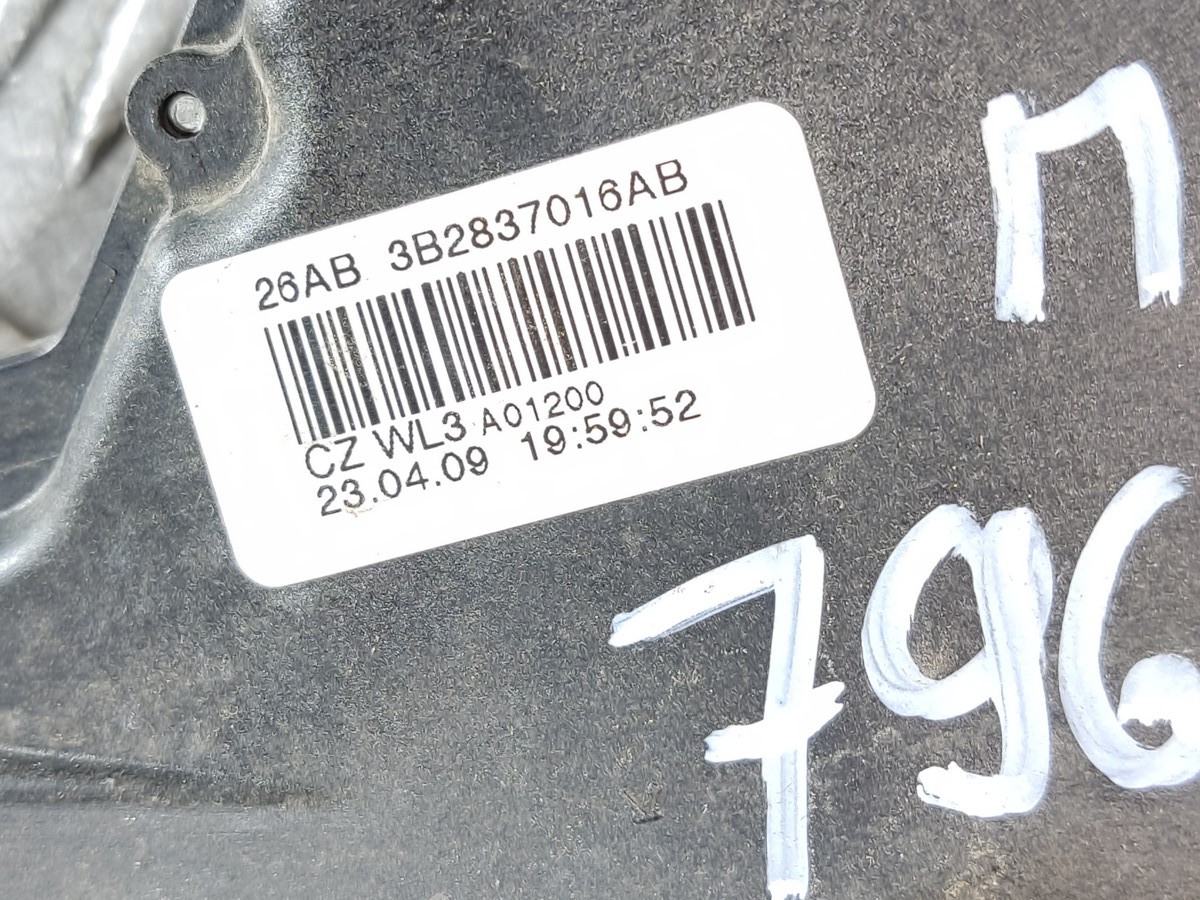 26AB 3B2837016AB
CZ WL3 A01200
23.04.09 19:59:52
П
796